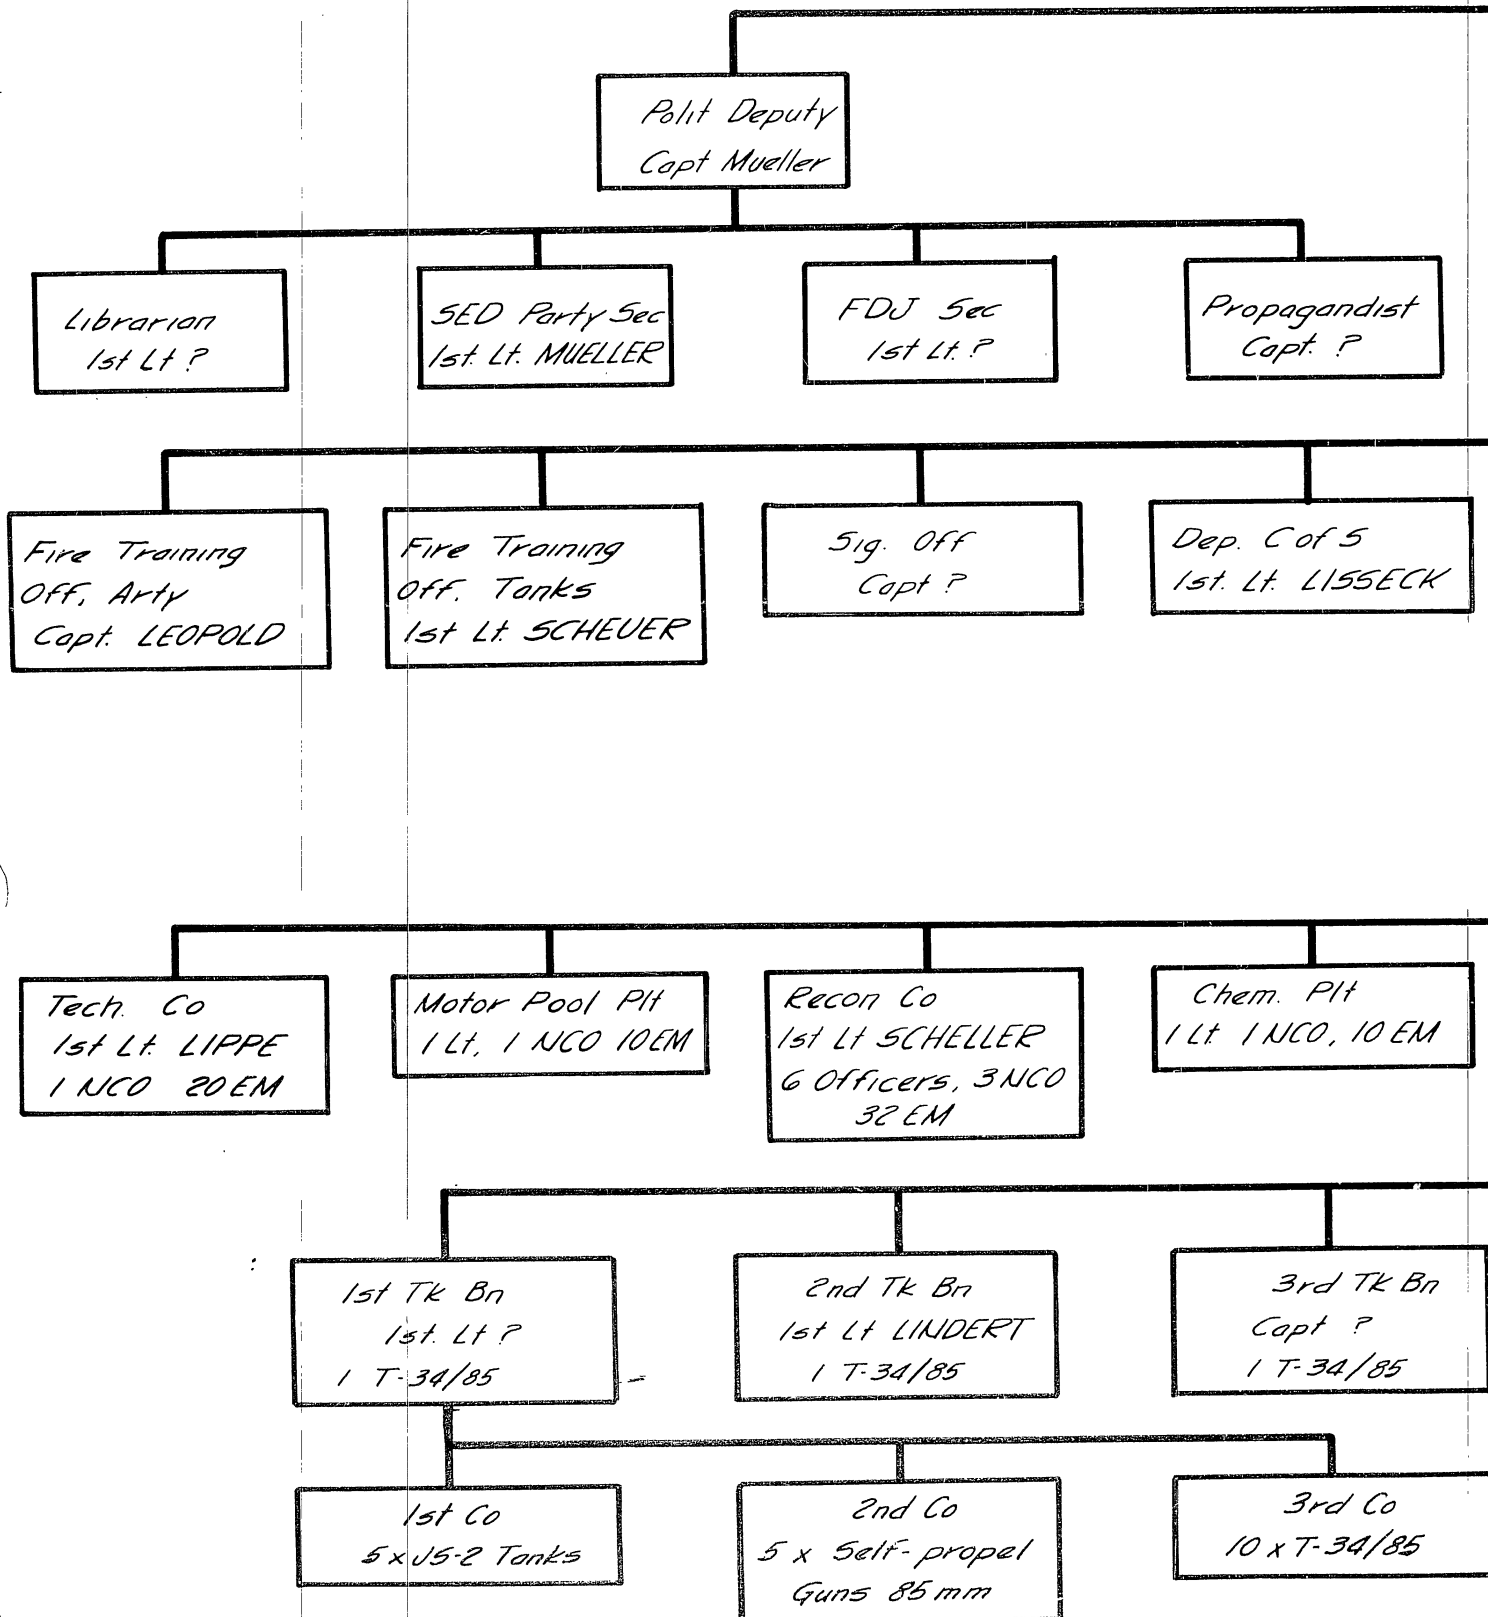 Polit Deputy
Capt Mueller
Librarian
1st Lt ?
SED Party Sec
1st. Lt. MUELLER
FDJ Sec
1st Lt. ?
Propagandist
Capt. ?
Fire Training
Off, Arty
Capt. LEOPOLD
Fire Training
Off. Tanks
1st Lt. SCHEUER
Sig. Off
Capt ?
Dep. C of S
1st. Lt. LISSECK
Tech. Co
1st Lt. LIPPE
1 NCO 20 EM
Motor Pool Plt
1 Lt, 1 NCO 10 EM
Recon Co
1st Lt SCHELLER
6 Officers, 3 NCO
32 EM
Chem. Plt
1 Lt. 1 NCO, 10 EM
1st Tk Bn
1st. Lt ?
1 T-34/85
2nd Tk Bn
1st Lt LINDERT
1 T-34/85
3rd Tk Bn
Capt ?
1 T-34/85
1st Co
5 x JS-2 Tanks
2nd Co
5 x Self-propel
Guns 85 mm
3rd Co
10 x T-34/85